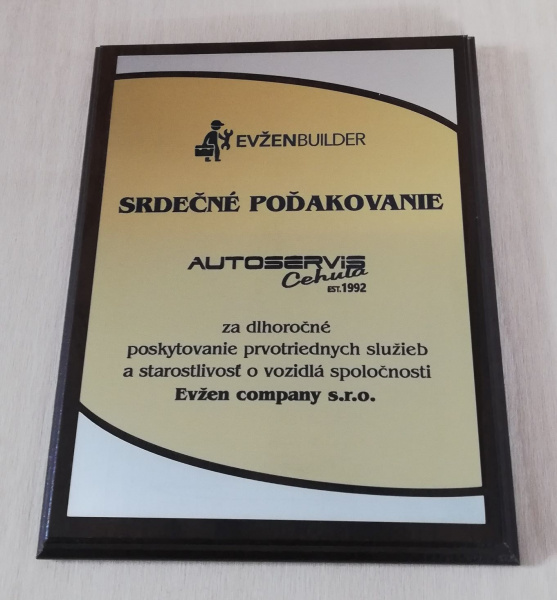 EVŽENBUILDER
SRDEČNÉ POĎAKOVANIE
AUTOSERVIS
Cehula
EST.1992
za dlhoročné
poskytovanie prvotriednych služieb
a starostlivosť o vozidlá spoločnosti
Evžen company s.r.o.